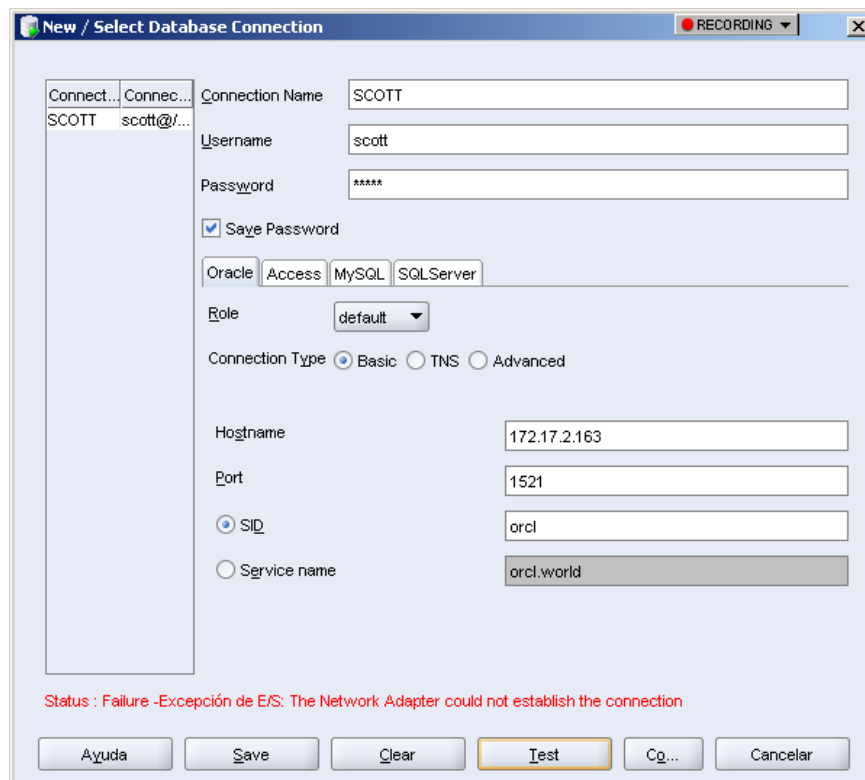 New / Select Database Connection
RECORDING
Connect... Connec...
SCOTT scott@/...
Connection Name SCOTT
Username scott
Password *****
Save Password
Oracle Access MySQL SQLServer
Role default
Connection Type Basic TNS Advanced
Hostname 172.17.2.163
Port 1521
SID orcl
Service name orcl.world
Status : Failure -Excepción de E/S: The Network Adapter could not establish the connection
Ayuda Save Clear Test Co... Cancelar